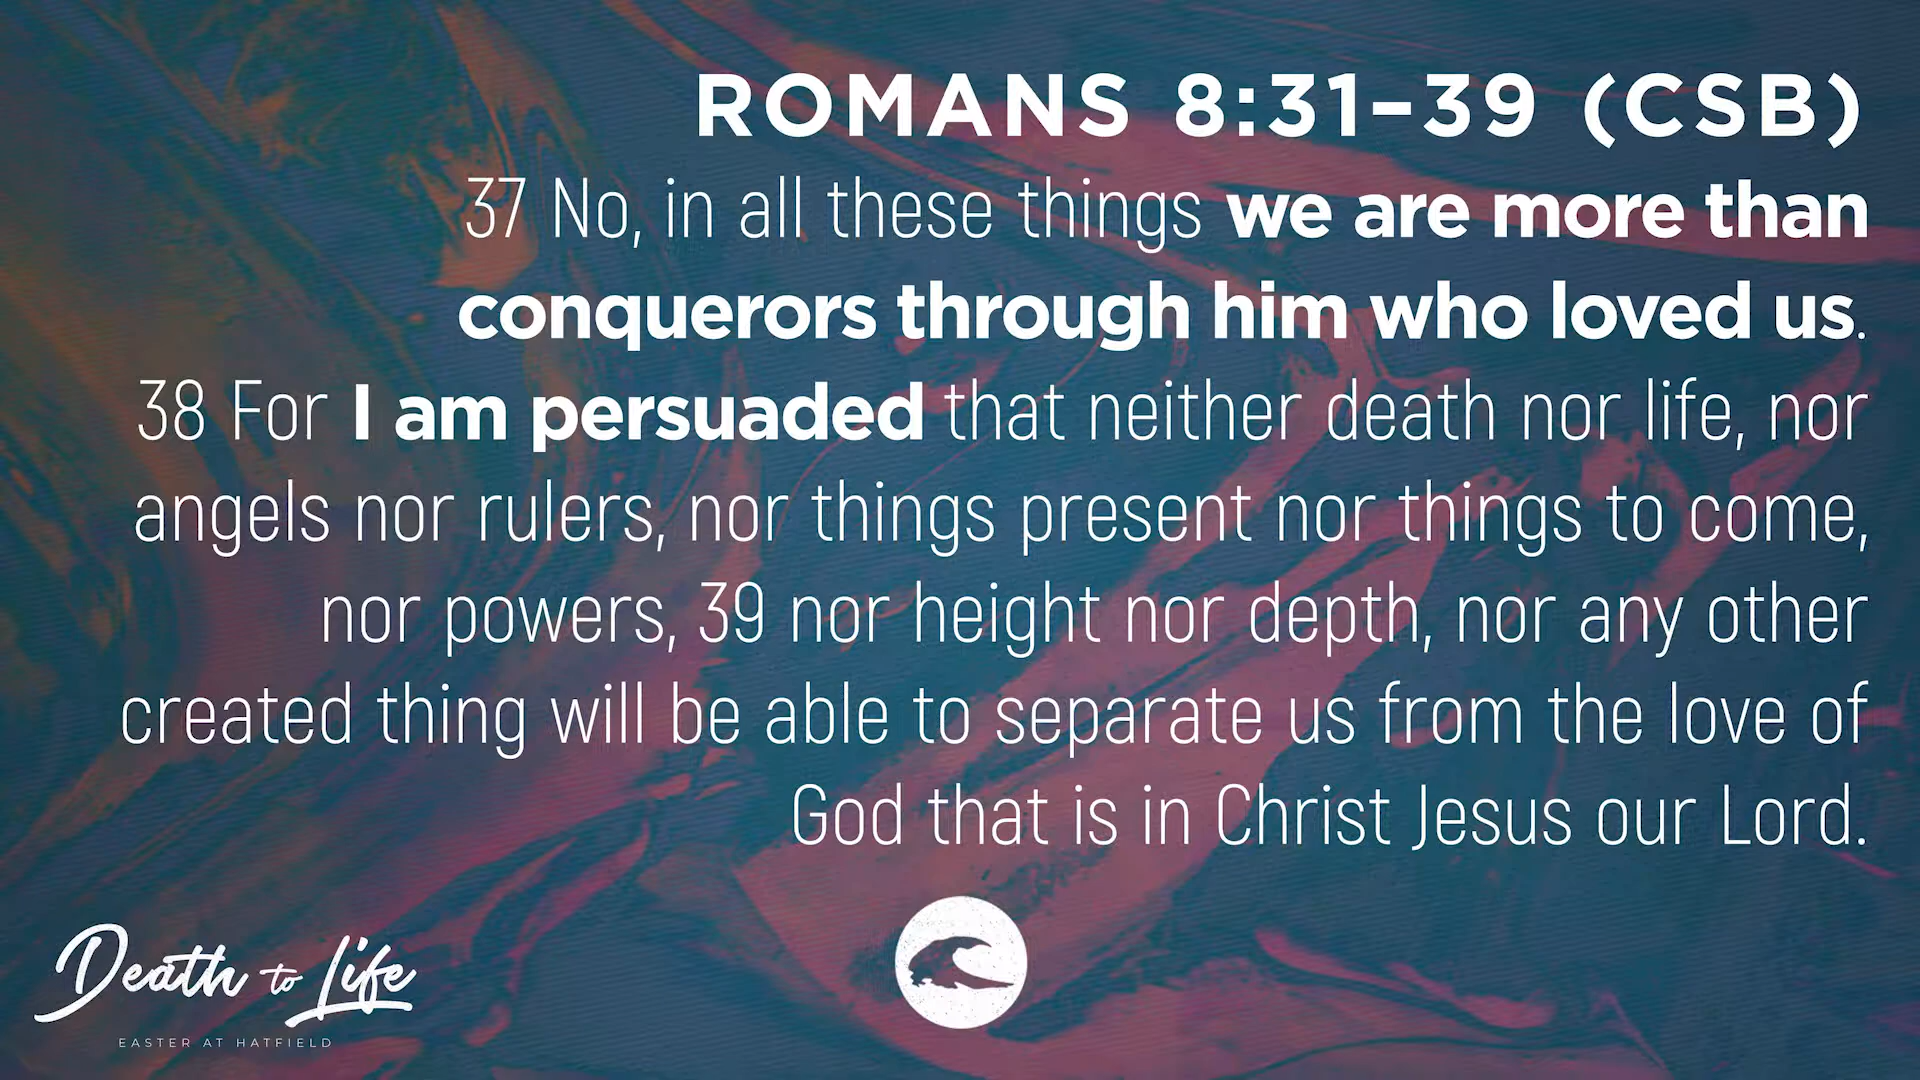 ROMANS 8:31–39 (CSB)
37 No, in all these things we are more than
conquerors through him who loved us.
38 For I am persuaded that neither death nor life, nor
angels nor rulers, nor things present nor things to come,
nor powers, 39 nor height nor depth, nor any other
created thing will be able to separate us from the love of
God that is in Christ Jesus our Lord.
Death to Life
EASTER AT HATFIELD